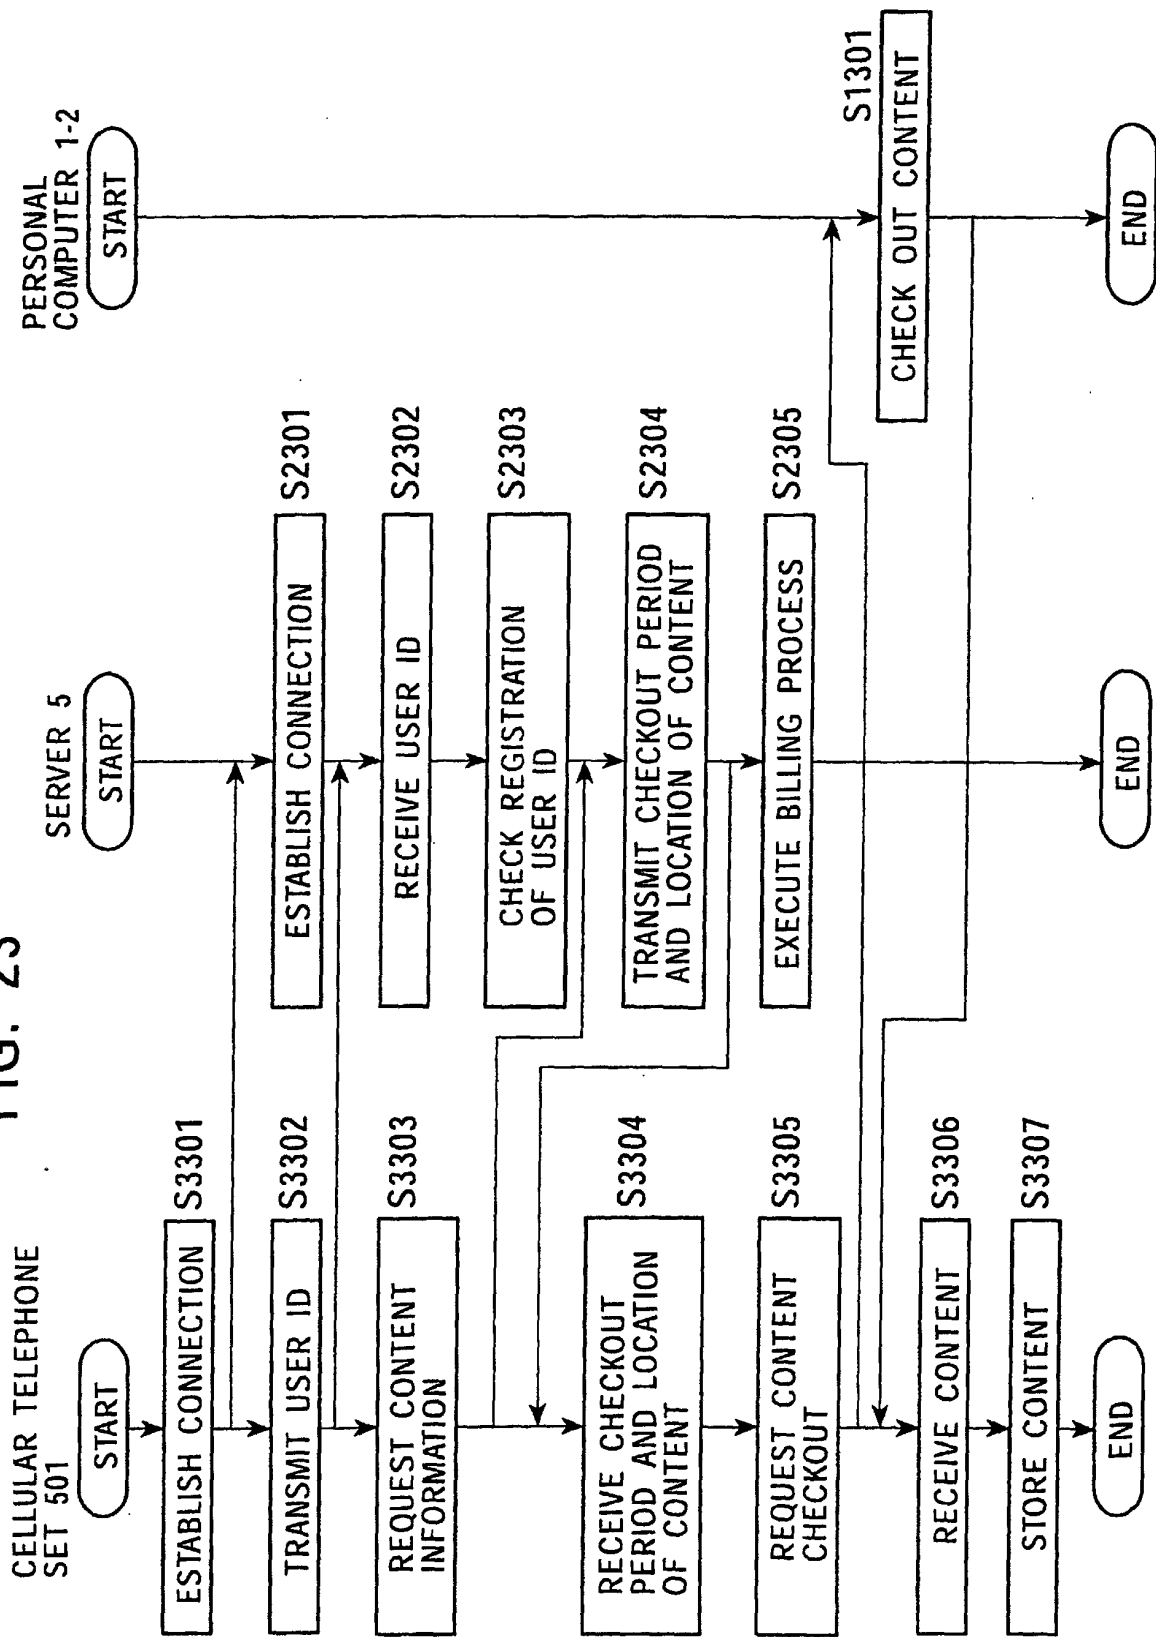 FIG. 23
CELLULAR TELEPHONE
SET 501
START
ESTABLISH CONNECTION
S3301
TRANSMIT USER ID
S3302
REQUEST CONTENT
INFORMATION
S3303
RECEIVE CHECKOUT
PERIOD AND LOCATION
OF CONTENT
S3304
REQUEST CONTENT
CHECKOUT
S3305
RECEIVE CONTENT
S3306
STORE CONTENT
S3307
END
SERVER 5
START
ESTABLISH CONNECTION
S2301
RECEIVE USER ID
S2302
CHECK REGISTRATION
OF USER ID
S2303
TRANSMIT CHECKOUT PERIOD
AND LOCATION OF CONTENT
S2304
EXECUTE BILLING PROCESS
S2305
END
PERSONAL
COMPUTER 1-2
START
S1301
CHECK OUT CONTENT
END